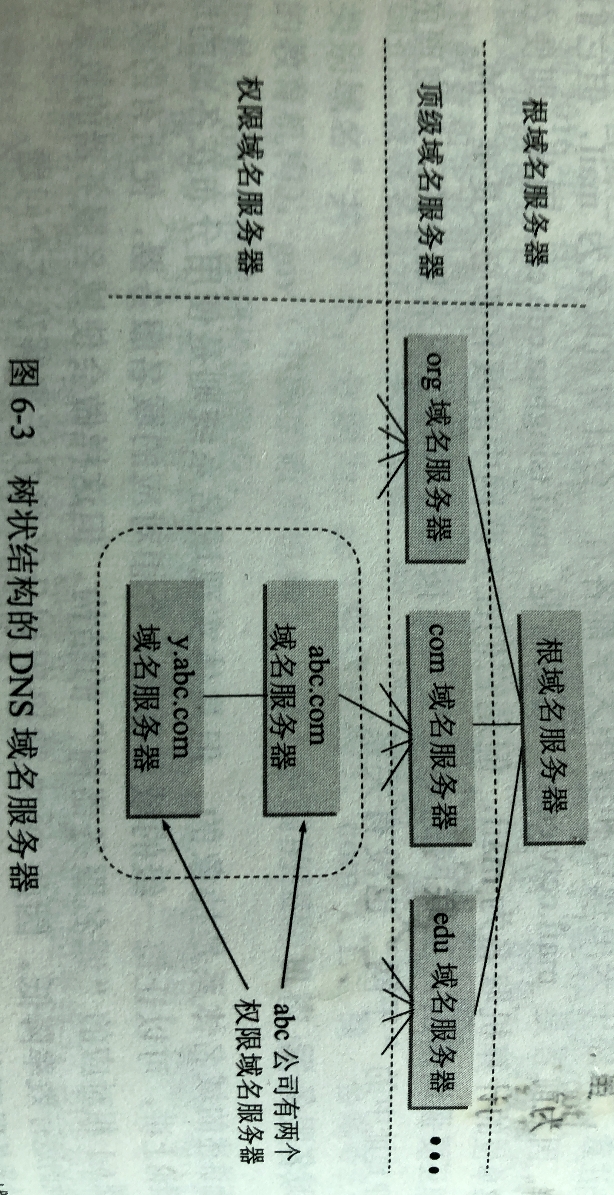 根域名服务器
根域名服务器
顶级域名服务器
org 域名服务器
com 域名服务器
edu 域名服务器
•••
权限域名服务器
abc.com
域名服务器
y.abc.com
域名服务器
abc 公司有两个
权限域名服务器
图 6-3 树状结构的 DNS 域名服务器